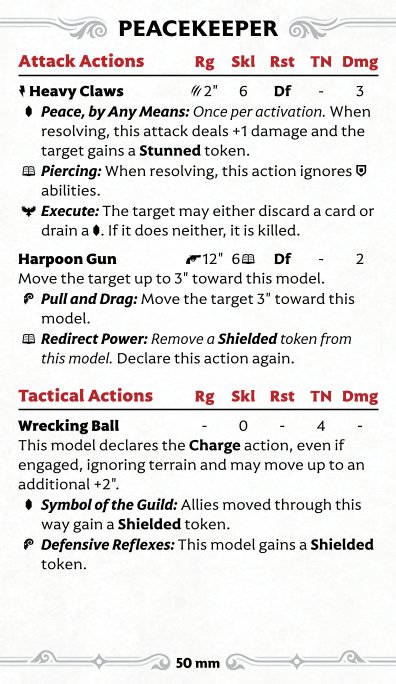 PEACEKEEPER
Attack Actions Rg Skl Rst TN Dmg
Heavy Claws 2" 6 Df - 3
Peace, by Any Means: Once per activation. When
resolving, this attack deals +1 damage and the
target gains a Stunned token.
Piercing: When resolving, this action ignores
abilities.
Execute: The target may either discard a card or
drain a . If it does neither, it is killed.
Harpoon Gun 12" 6 Df - 2
Move the target up to 3" toward this model.
Pull and Drag: Move the target 3" toward this
model.
Redirect Power: Remove a Shielded token from
this model. Declare this action again.
Tactical Actions Rg Skl Rst TN Dmg
Wrecking Ball - 0 - 4 -
This model declares the Charge action, even if
engaged, ignoring terrain and may move up to an
additional +2".
Symbol of the Guild: Allies moved through this
way gain a Shielded token.
Defensive Reflexes: This model gains a Shielded
token.
50 mm